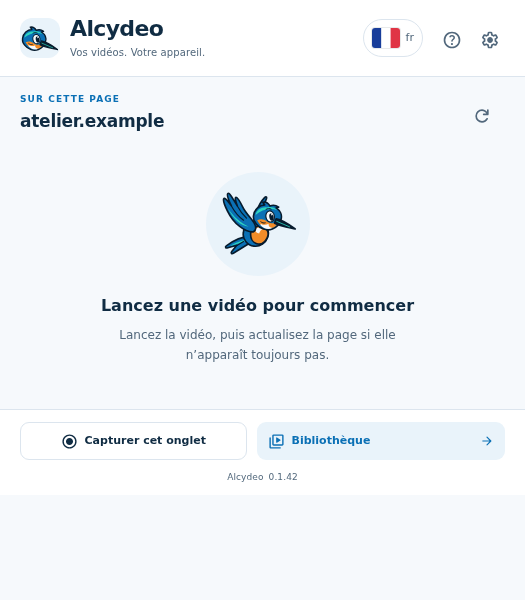 Alcydeo
Vos vidéos. Votre appareil.
fr
SUR CETTE PAGE
atelier.example
Lancez une vidéo pour commencer
Lancez la vidéo, puis actualisez la page si elle
n’apparaît toujours pas.
Capturer cet onglet
Bibliothèque
Alcydeo 0.1.42